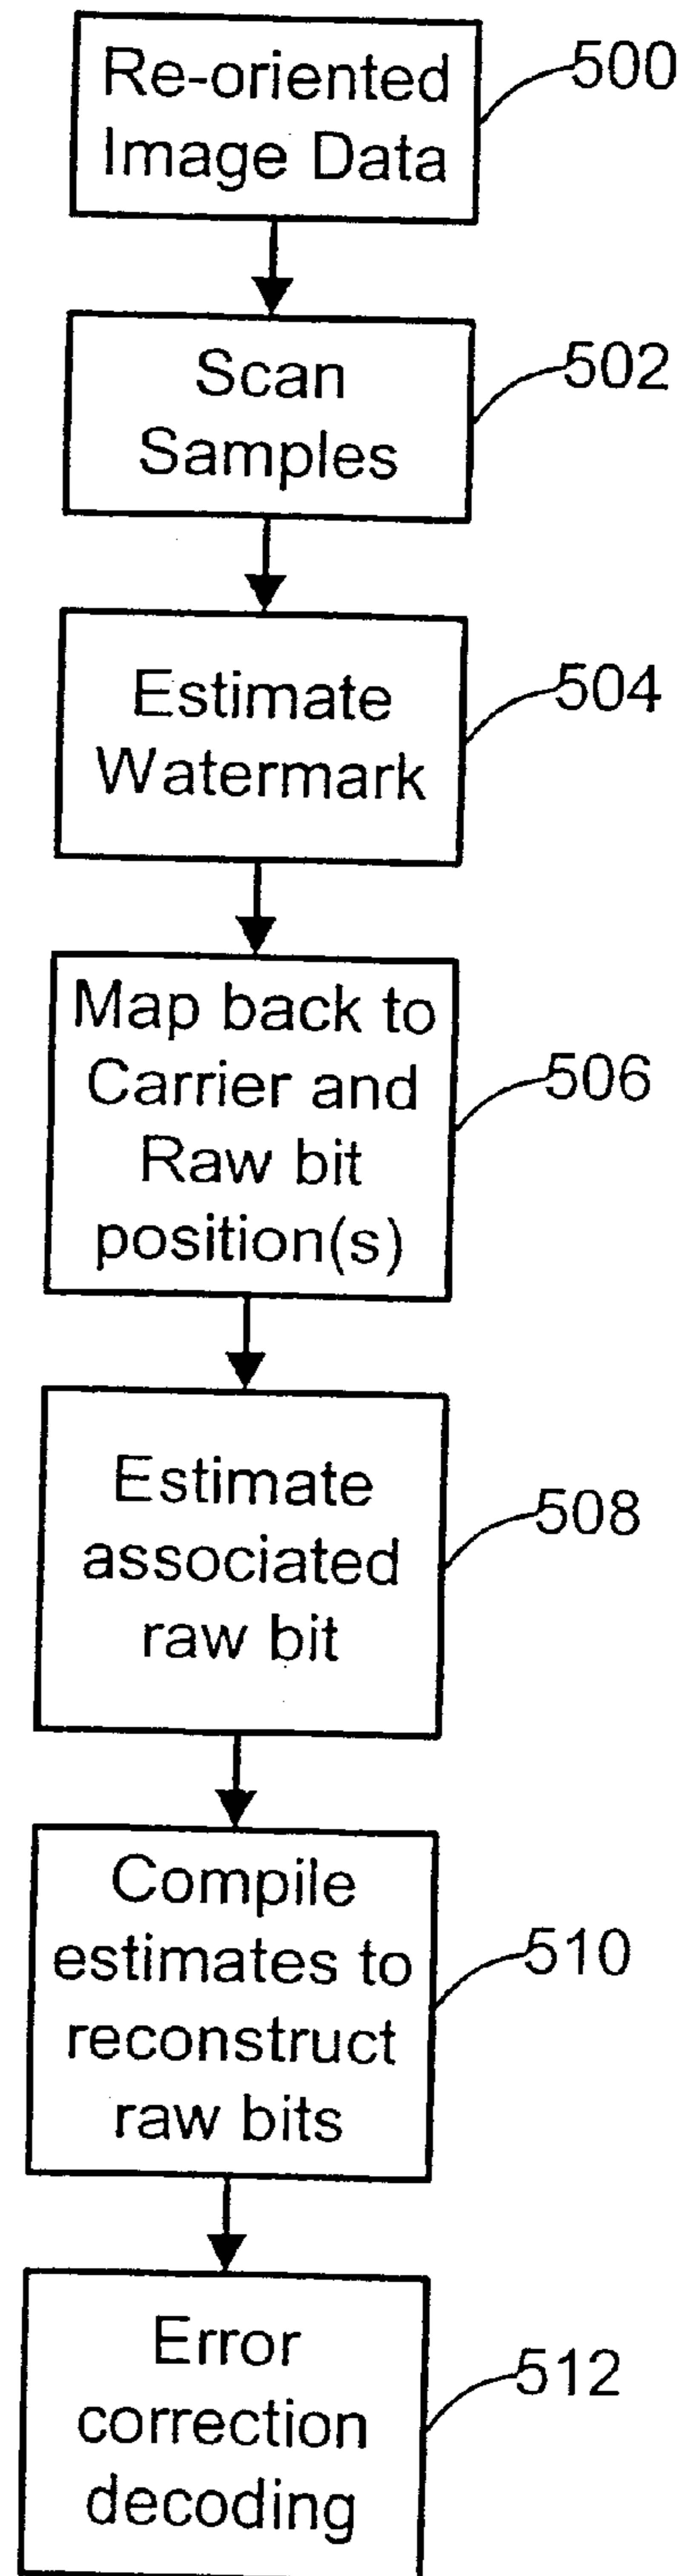 Re-oriented
Image Data
500
Scan
Samples
502
Estimate
Watermark
504
Map back to
Carrier and
Raw bit
position(s)
506
Estimate
associated
raw bit
508
Compile
estimates to
reconstruct
raw bits
510
Error
correction
decoding
512